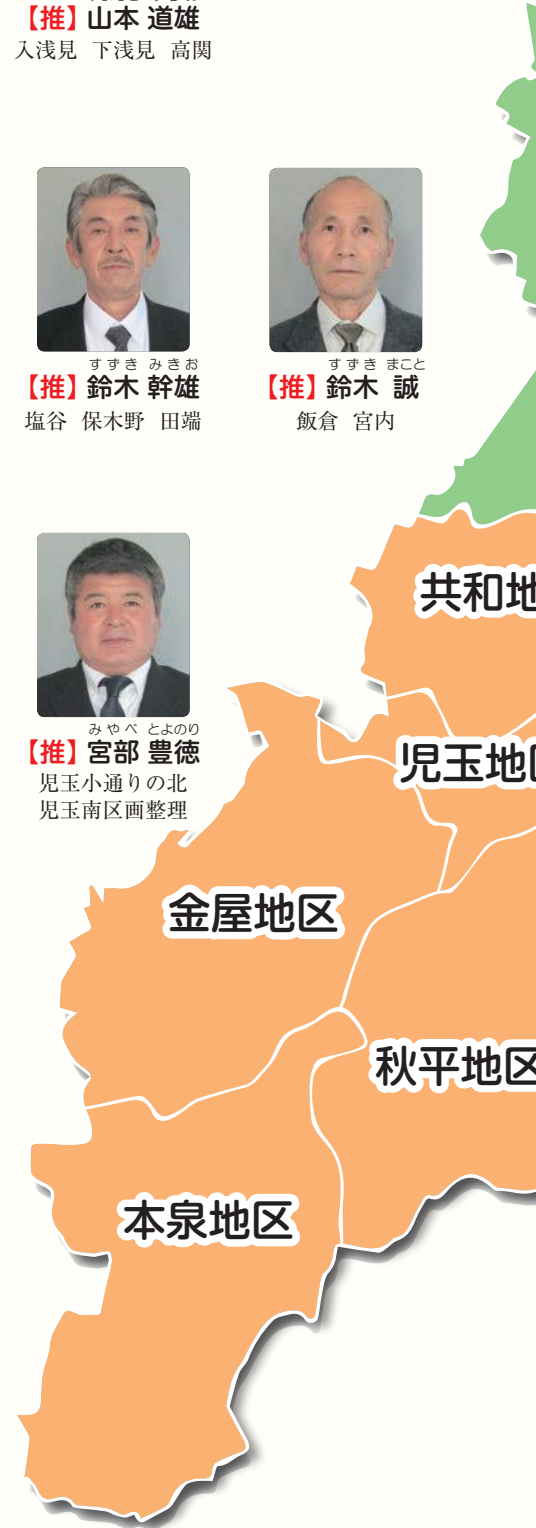 【推】山本 道雄
入浅見 下浅見 高関
すずき みきお
【推】鈴木 幹雄
塩谷 保木野 田端
すずき まこと
【推】鈴木 誠
飯倉 宮内
みやべ とよのり
【推】宮部 豊徳
児玉小通りの北
児玉南区画整理
共和地
児玉地区
金屋地区
秋平地区
本泉地区